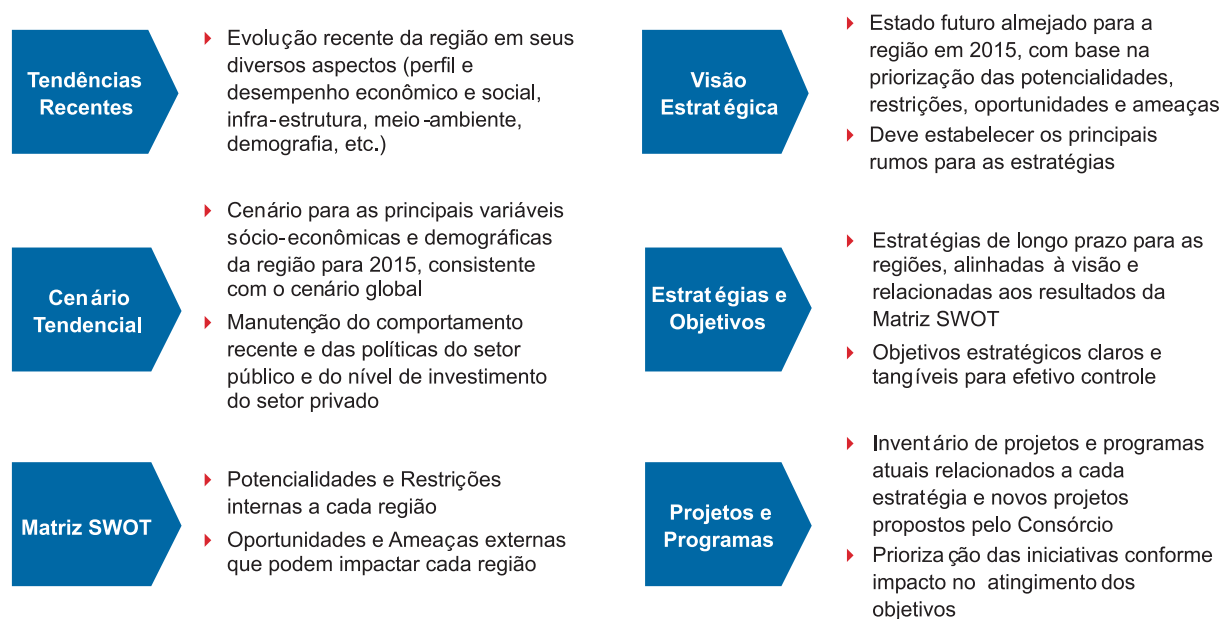 Tendências
Recentes
Evolução recente da região em seus
diversos aspectos (perfil e
desempenho econômico e social,
infra-estrutura, meio-ambiente,
demografia, etc.)
Cenário
Tendencial
Cenário para as principais variáveis
sócio-econômicas e demográficas
da região para 2015, consistente
com o cenário global
Manutenção do comportamento
recente e das políticas do setor
público e do nível de investimento
do setor privado
Matriz SWOT
Potencialidades e Restrições
internas a cada região
Oportunidades e Ameaças externas
que podem impactar cada região
Visão
Estratégica
Estado futuro almejado para a
região em 2015, com base na
priorização das potencialidades,
restrições, oportunidades e ameaças
Deve estabelecer os principais
rumos para as estratégias
Estratégias e
Objetivos
Estratégias de longo prazo para as
regiões, alinhadas à visão e
relacionadas aos resultados da
Matriz SWOT
Objetivos estratégicos claros e
tangíveis para efetivo controle
Projetos e
Programas
Inventário de projetos e programas
atuais relacionados a cada
estratégia e novos projetos
propostos pelo Consórcio
Priorização das iniciativas conforme
impacto no atingimento dos
objetivos